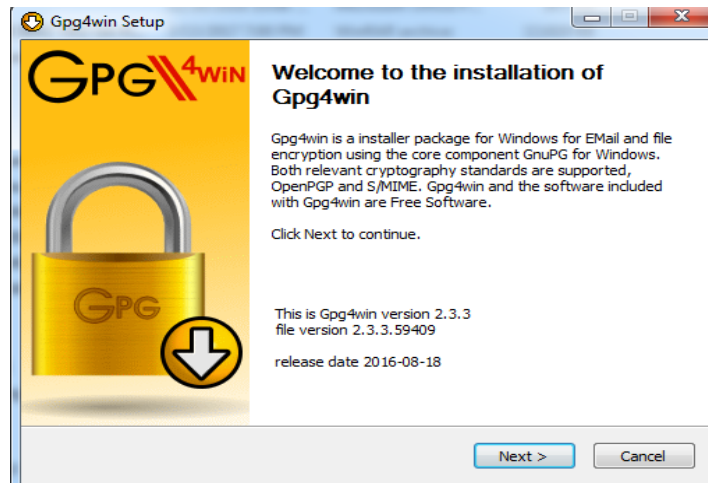 Gpg4win Setup
GPG4WIN
Welcome to the installation of
Gpg4win
Gpg4win is a installer package for Windows for EMail and file
encryption using the core component GnuPG for Windows.
Both relevant cryptography standards are supported,
OpenPGP and S/MIME. Gpg4win and the software included
with Gpg4win are Free Software.
Click Next to continue.
GPG
This is Gpg4win version 2.3.3
file version 2.3.3.59409
release date 2016-08-18
Next >
Cancel